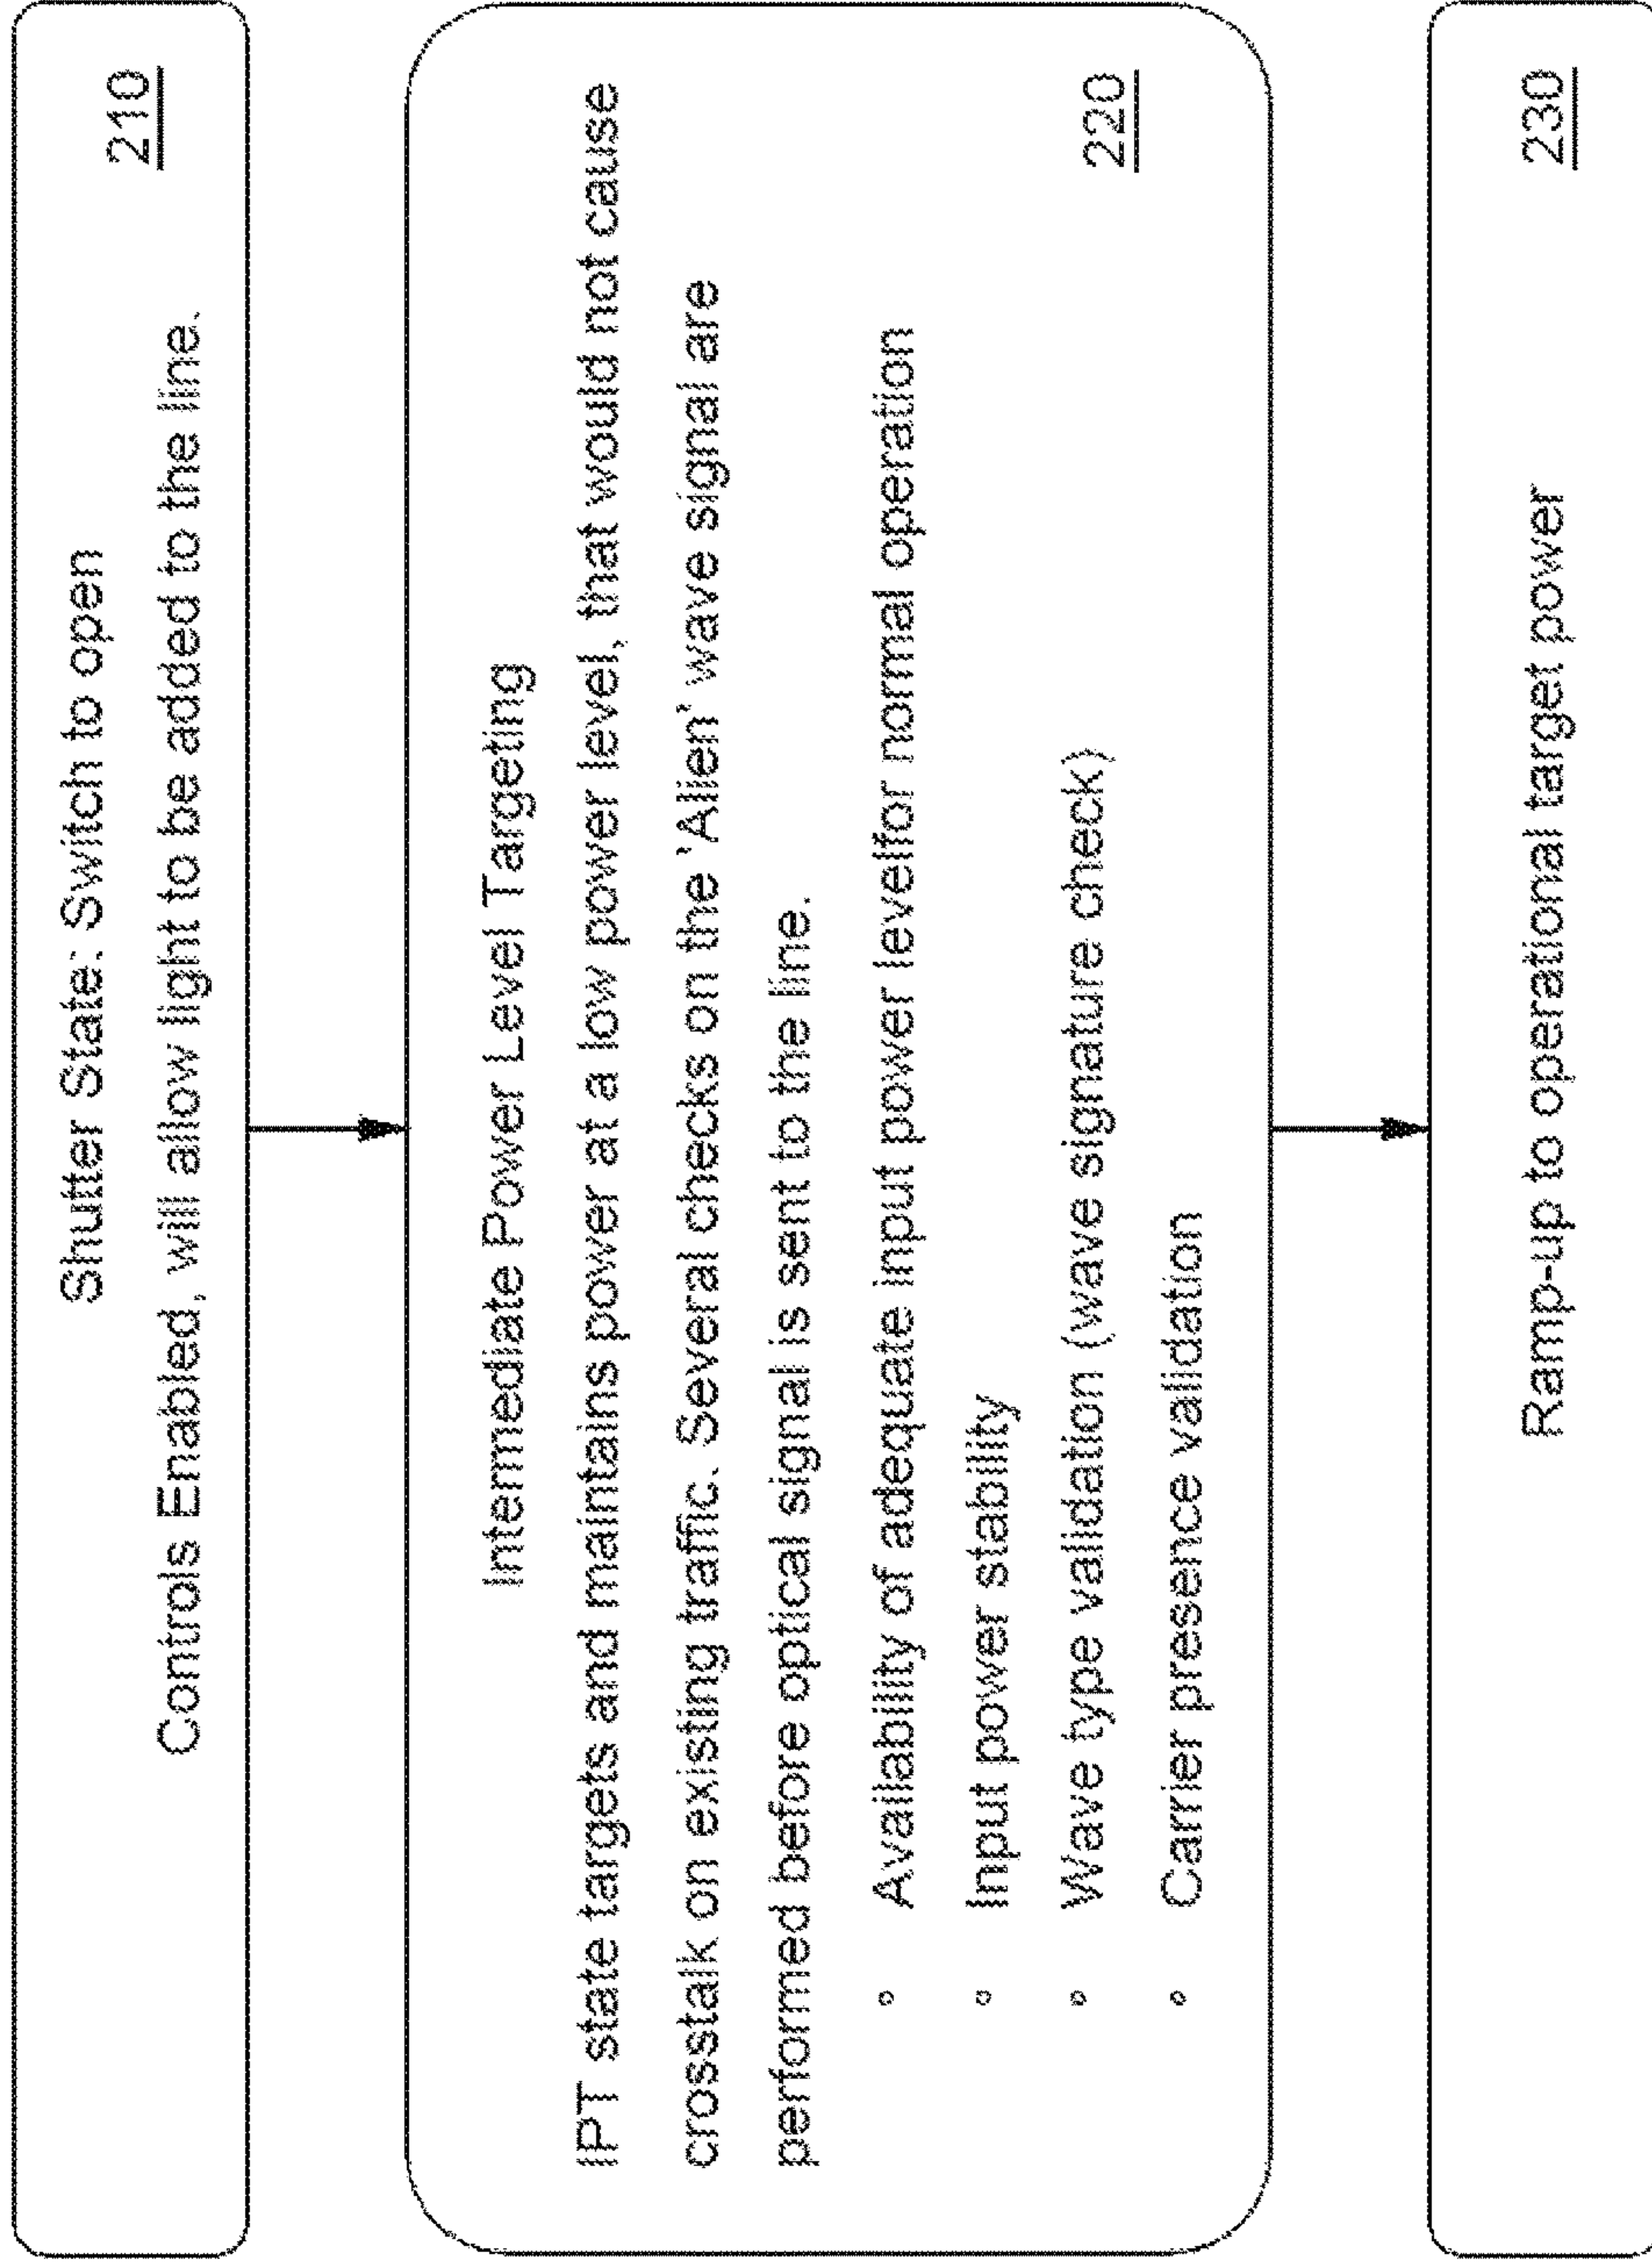 Shutter State: Switch to open
Controls Enabled, will allow light to be added to the line.
210
Intermediate Power Level Targeting
IPT state targets and maintains power at a low power level, that would not cause
crosstalk on existing traffic. Several checks on the 'Alien' wave signal are
performed before optical signal is sent to the line.
° Availability of adequate input power levelfor normal operation
° Input power stability
° Wave type validation (wave signature check)
° Carrier presence validation
220
Ramp-up to operational target power
230